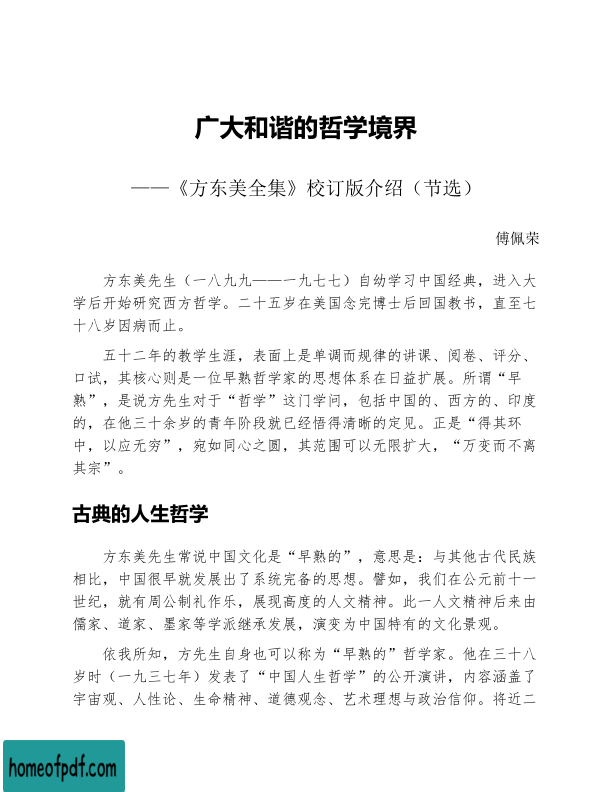 广大和谐的哲学境界
——《方东美全集》校订版介绍（节选）
傅佩荣
方东美先生（一八九九——一九七七）自幼学习中国经典，进入大
学后开始研究西方哲学。二十五岁在美国念完博士后回国教书，直至七
十八岁因病而止。
五十二年的教学生涯，表面上是单调而规律的讲课、阅卷、评分、
口试，其核心则是一位早熟哲学家的思想体系在日益扩展。所谓“早
熟”，是说方先生对于“哲学”这门学问，包括中国的、西方的、印度
的，在他三十余岁的青年阶段就已经悟得清晰的定见。正是“得其环
中，以应无穷”，宛如同心之圆，其范围可以无限扩大，“万变而不离
其宗”。
古典的人生哲学
方东美先生常说中国文化是“早熟的”，意思是：与其他古代民族
相比，中国很早就发展出了系统完备的思想。譬如，我们在公元前十一
世纪，就有周公制礼作乐，展现高度的人文精神。此一人文精神后来由
儒家、道家、墨家等学派继承发展，演变为中国特有的文化景观。
依我所知，方先生自身也可以称为“早熟的”哲学家。他在三十八
岁时（一九三七年）发表了“中国人生哲学”的公开演讲，内容涵盖了
宇宙观、人性论、生命精神、道德观念、艺术理想与政治信仰。将近二
homeofpdf.com